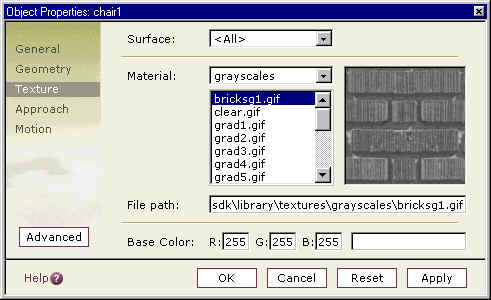 Object Properties: chair1
General
Geometry
Texture
Approach
Motion
Advanced
Surface: <All>
Material: grayscales
bricksg1.gif
clear.gif
grad1.gif
grad2.gif
grad3.gif
grad4.gif
grad5.gif
File path: sdk\library\textures\grayscales\bricksg1.gif
Base Color: R: 255 G: 255 B: 255
Help ? OK Cancel Reset Apply